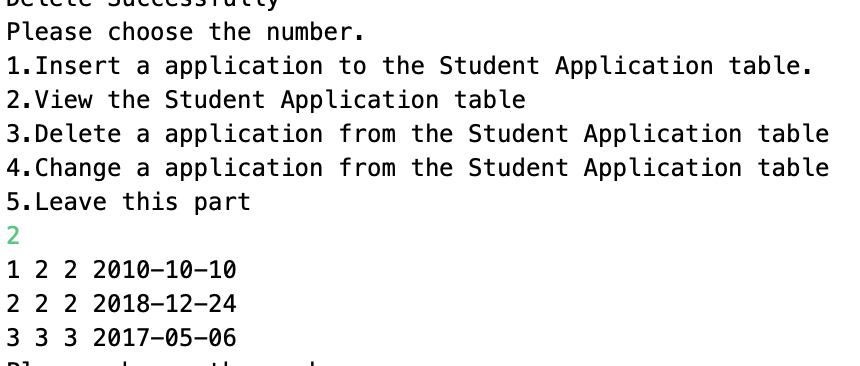 Delete Successfully
Please choose the number.
1.Insert a application to the Student Application table.
2.View the Student Application table
3.Delete a application from the Student Application table
4.Change a application from the Student Application table
5.Leave this part
2
1 2 2 2010-10-10
2 2 2 2018-12-24
3 3 3 2017-05-06